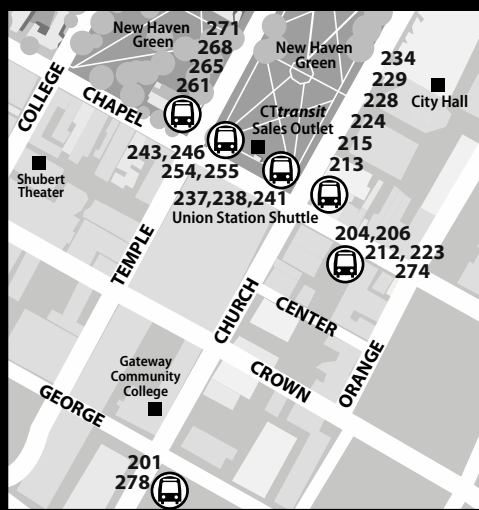 New Haven
Green
271
268
265
261
New Haven
Green
234
229
228
224
215
213
City Hall
COLLEGE
CHAPEL
CTtransit
Sales Outlet
243, 246
254, 255
Shubert
Theater
237,238,241
Union Station Shuttle
204,206
212, 223
274
TEMPLE
CHURCH
CENTER
ORANGE
CROWN
Gateway
Community
College
GEORGE
201
278